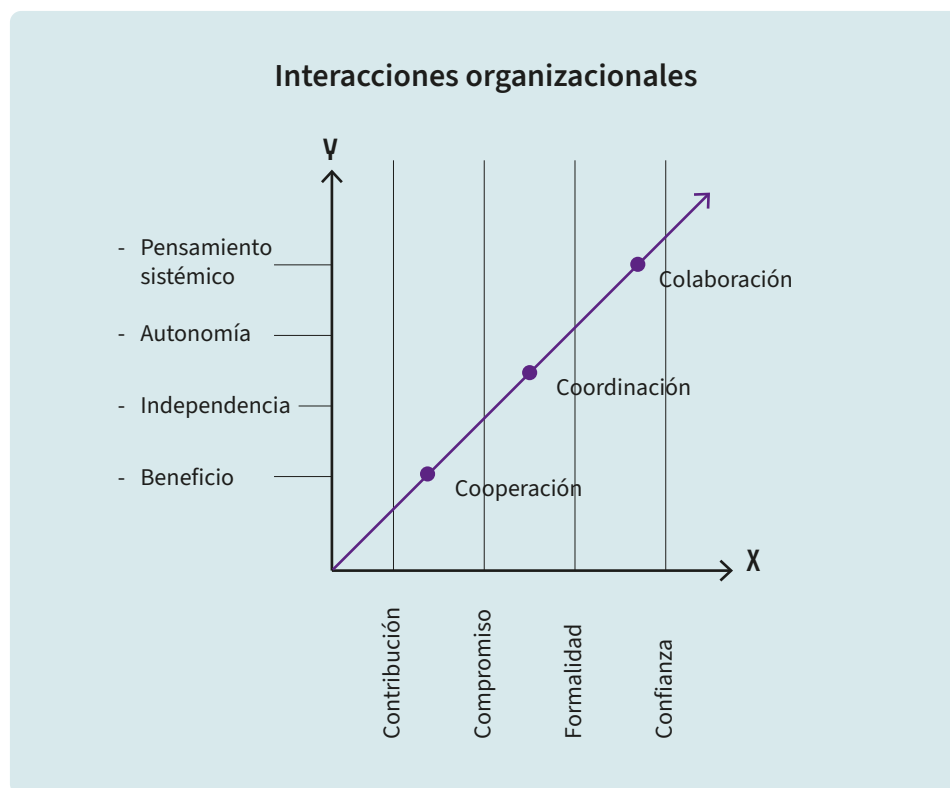 Interacciones organizacionales
Y
- Pensamiento
sistémico
- Autonomía
- Independencia
- Beneficio
Colaboración
Coordinación
Cooperación
X
Contribución
Compromiso
Formalidad
Confianza